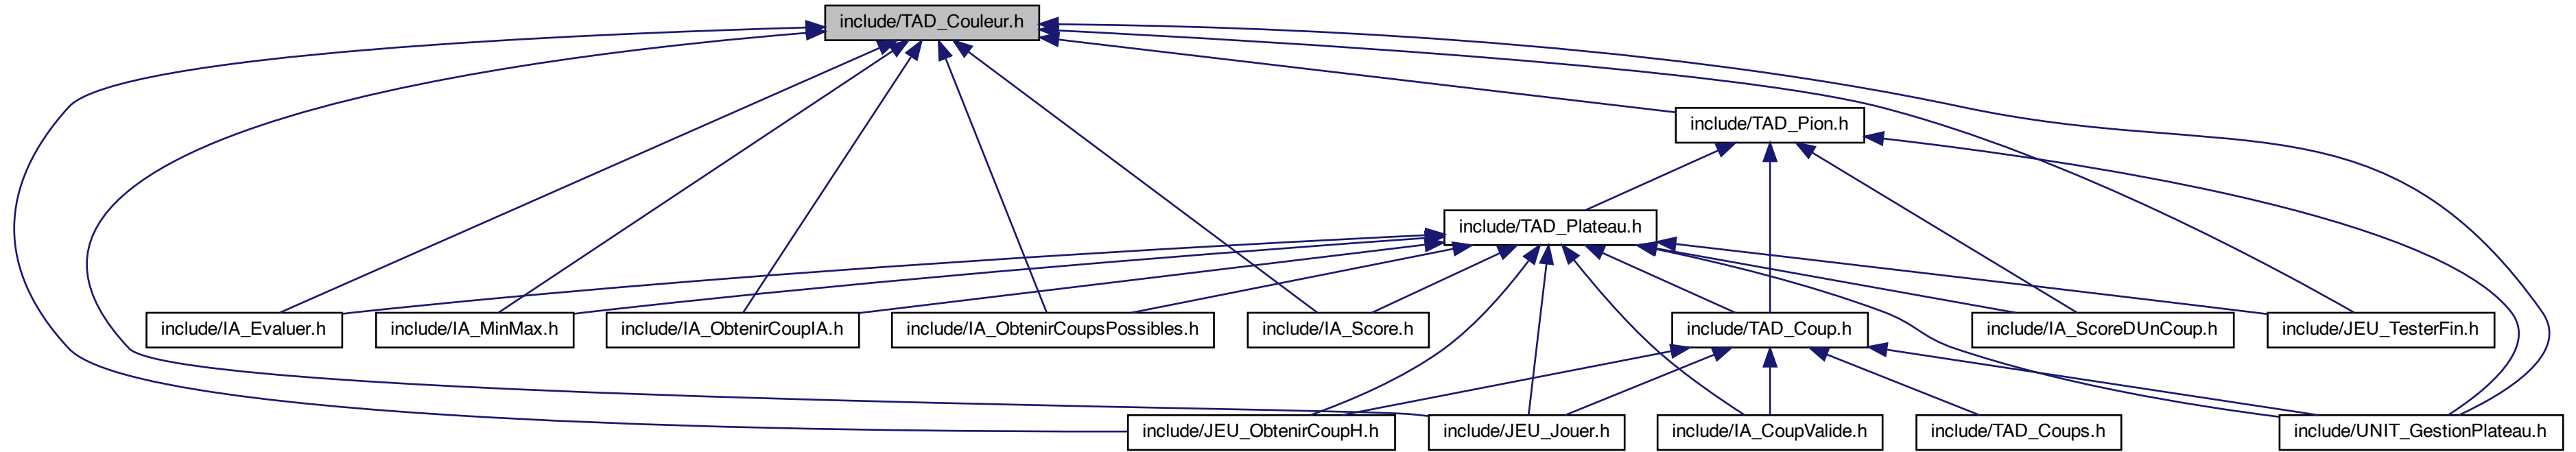 include/TAD_Couleur.h
include/TAD_Pion.h
include/TAD_Plateau.h
include/IA_Evaluer.h
include/IA_MinMax.h
include/IA_ObtenirCoupIA.h
include/IA_ObtenirCoupsPossibles.h
include/IA_Score.h
include/TAD_Coup.h
include/IA_ScoreDUnCoup.h
include/JEU_TesterFin.h
include/JEU_ObtenirCoupH.h
include/JEU_Jouer.h
include/IA_CoupValide.h
include/TAD_Coups.h
include/UNIT_GestionPlateau.h